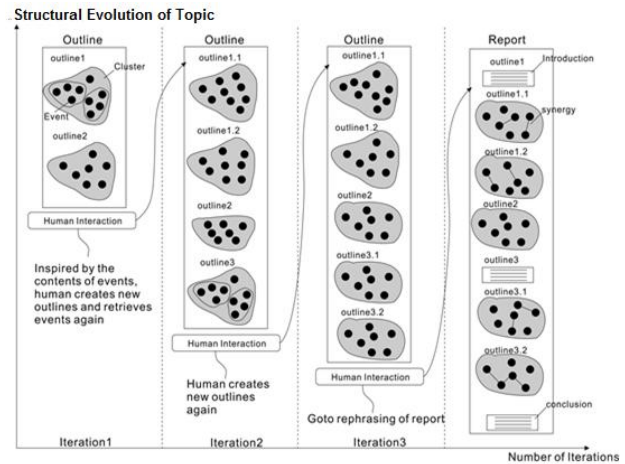 Structural Evolution of Topic
Outline
outline1
Cluster
Event
outline2
Human Interaction
Inspired by the
contents of events,
human creates new
outlines and retrieves
events again
Iteration1
Outline
outline1.1
outline1.2
outline2
outline3
Human Interaction
Human creates
new outlines
again
Iteration2
Outline
outline1.1
outline1.2
outline2
outline3.1
outline3.2
Human Interaction
Goto rephrasing of report
Iteration3
Report
outline1
Introduction
outline1.1
synergy
outline1.2
outline2
outline3
outline3.1
outline3.2
conclusion
Number of Iterations